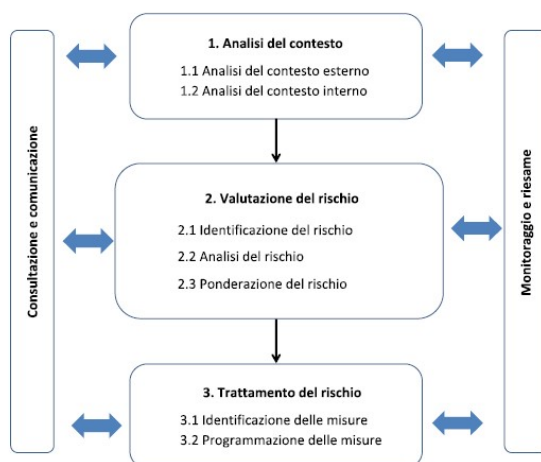 Consultazione e comunicazione
1. Analisi del contesto
1.1 Analisi del contesto esterno
1.2 Analisi del contesto interno
2. Valutazione del rischio
2.1 Identificazione del rischio
2.2 Analisi del rischio
2.3 Ponderazione del rischio
3. Trattamento del rischio
3.1 Identificazione delle misure
3.2 Programmazione delle misure
Monitoraggio e riesame